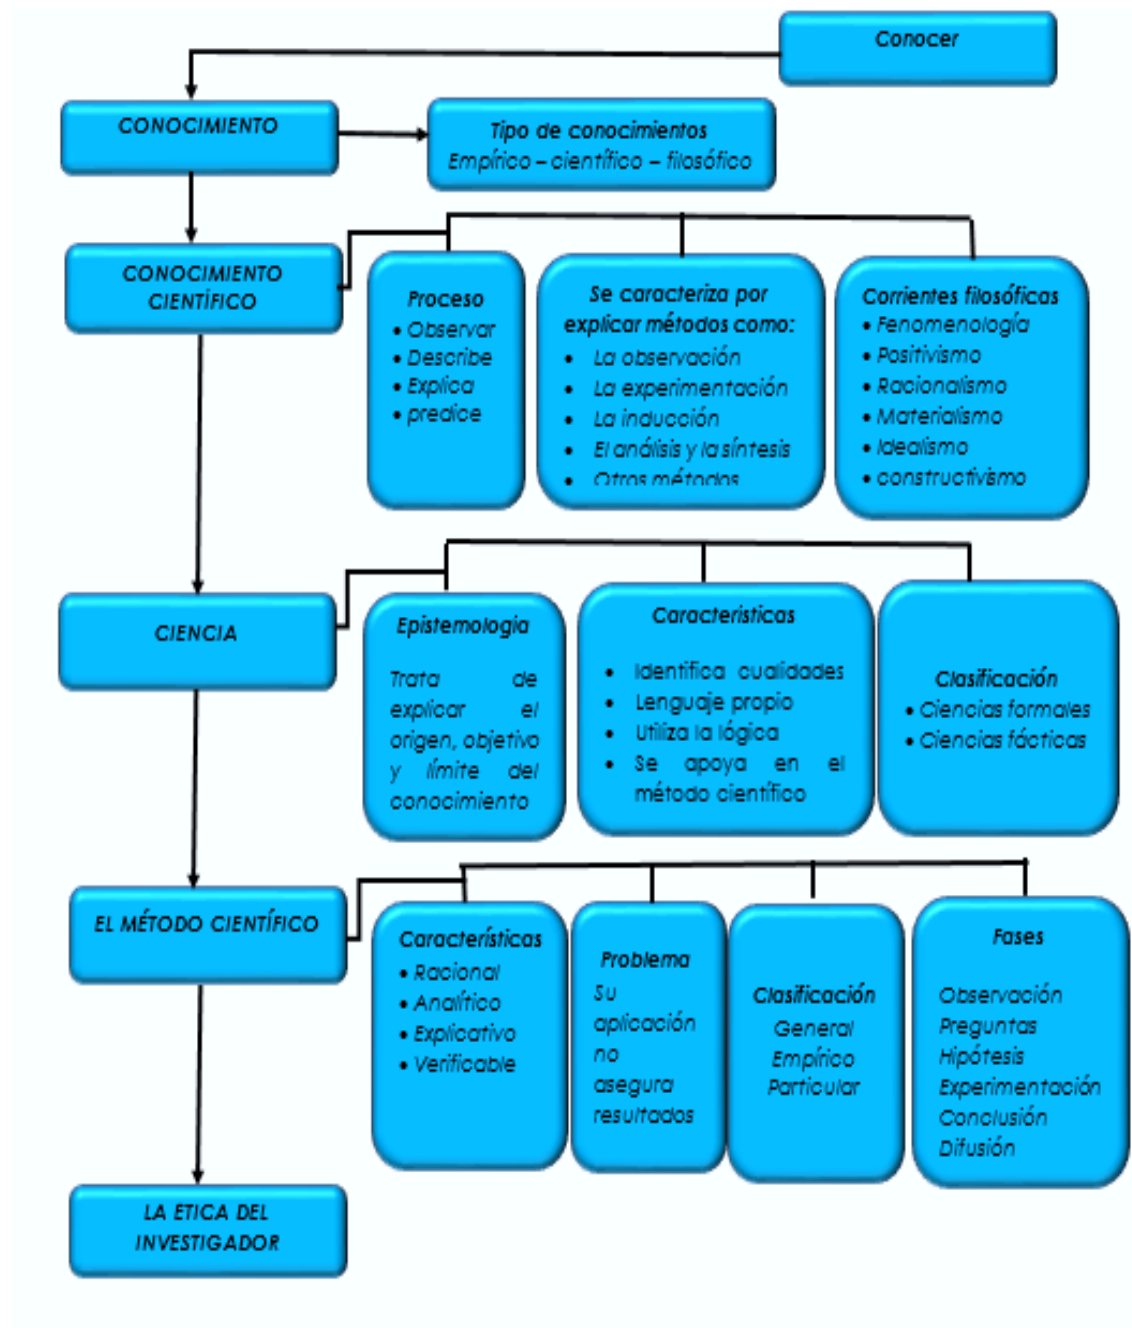 Conocer
CONOCIMIENTO
Tipo de conocimientos
Empírico – científico – filosófico
CONOCIMIENTO
CIENTÍFICO
Proceso
• Observar
• Describe
• Explica
• predice
Se caracteriza por
explicar métodos como:
• La observación
• La experimentación
• La inducción
• El análisis y la síntesis
• Otros métodos
Corrientes filosóficas
• Fenomenología
• Positivismo
• Racionalismo
• Materialismo
• Idealismo
• constructivismo
CIENCIA
Epistemologia
Trata de
explicar el
origen, objetivo
y límite del
conocimiento
Caracteristicas
• Identifica cualidades
• Lenguaje propio
• Utiliza la lógica
• Se apoya en el
método científico
Clasificación
• Ciencias formales
• Ciencias fácticas
EL MÉTODO CIENTÍFICO
Característícas
• Racional
• Analítico
• Explicativo
• Verificable
Problema
Su
aplicación
no
asegura
resultados
Clasificación
General
Empírico
Particular
Fases
Observación
Preguntas
Hipótesis
Experimentación
Conclusión
Difusión
LA ETICA DEL
INVESTIGADOR